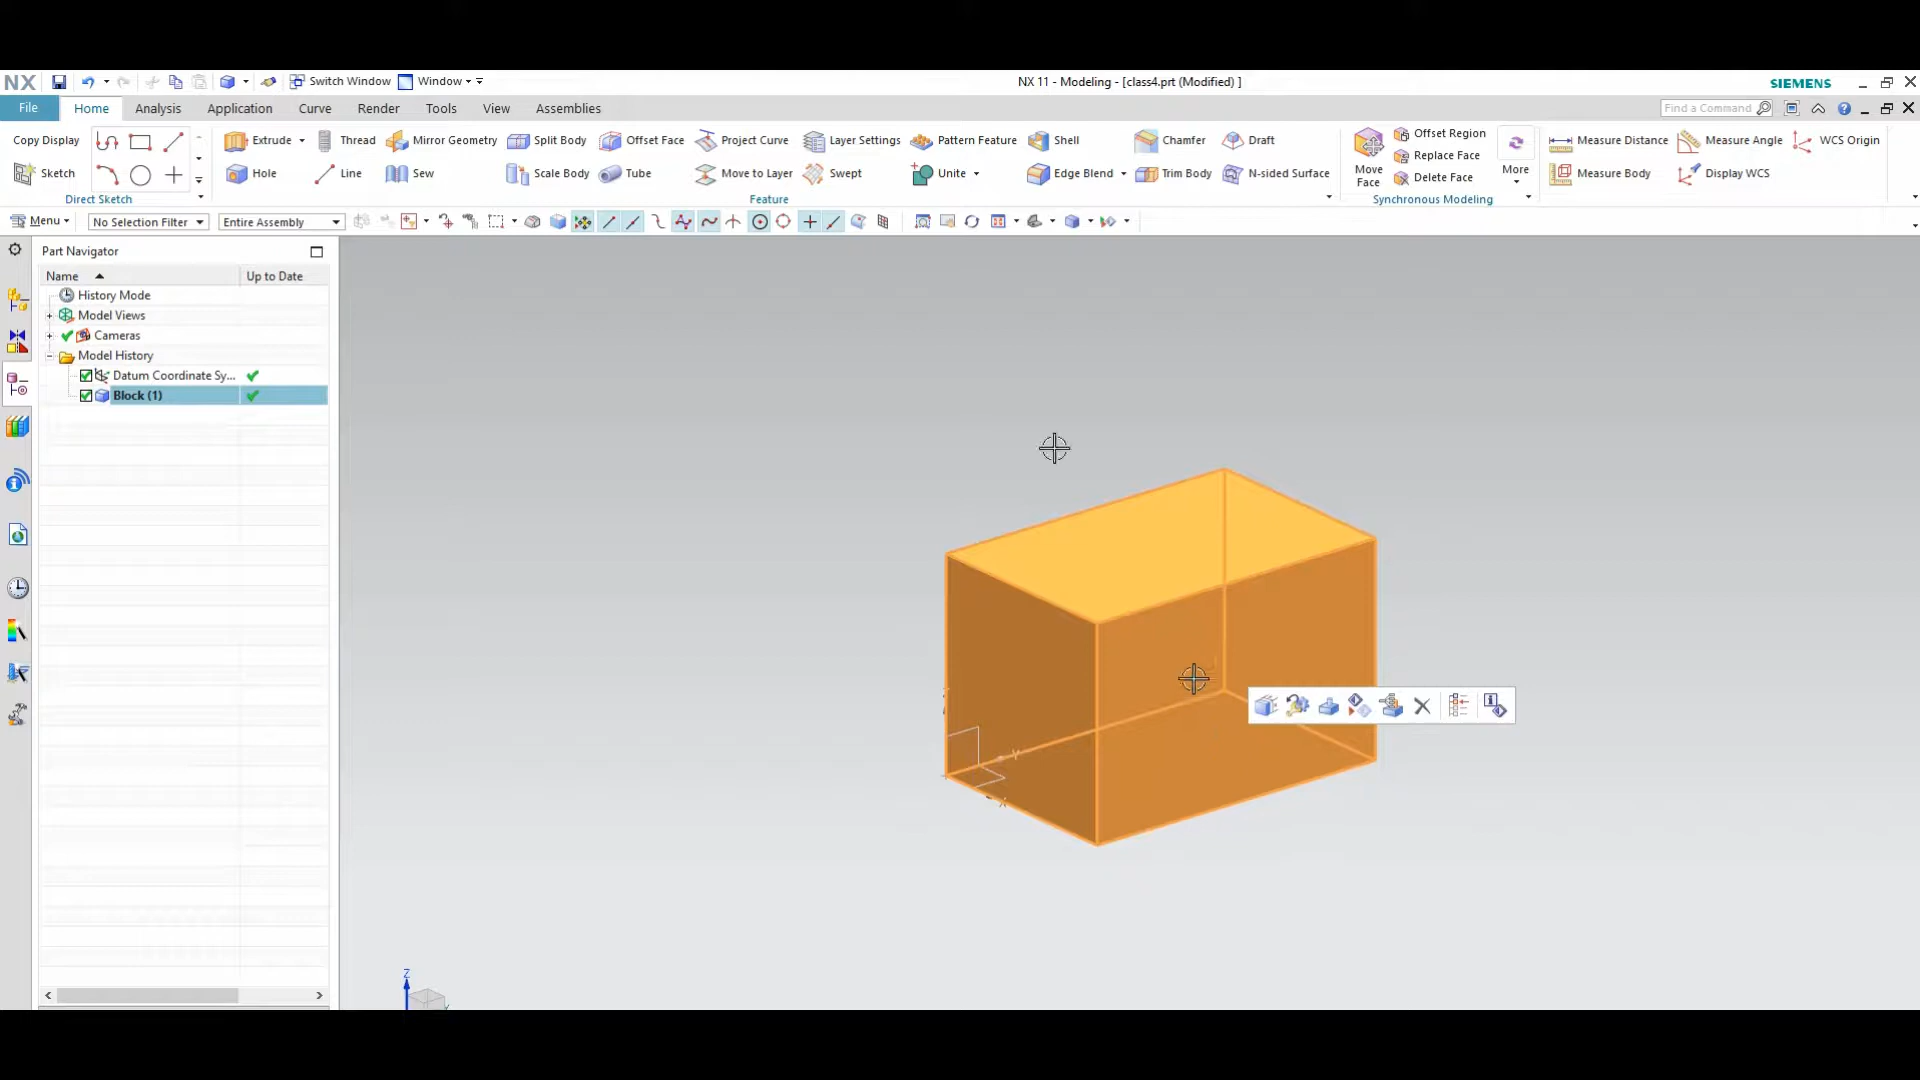 NX Switch Window Window NX 11 - Modeling - [class4.prt (Modified) ] SIEMENS
File Home Analysis Application Curve Render Tools View Assemblies Find a Command
Copy Display Extrude Thread Mirror Geometry Split Body Offset Face Project Curve Layer Settings Pattern Feature Shell Chamfer Draft Move Face Offset Region More Measure Distance Measure Angle WCS Origin
Replace Face
Sketch Hole Line Sew Scale Body Tube Move to Layer Swept Unite Edge Blend Trim Body N-sided Surface Delete Face Measure Body Display WCS
Direct Sketch Feature Synchronous Modeling
Menu No Selection Filter Entire Assembly
Part Navigator
Name Up to Date
History Mode
Model Views
Cameras
Model History
Datum Coordinate Sy...
Block (1)
Y
X
Z